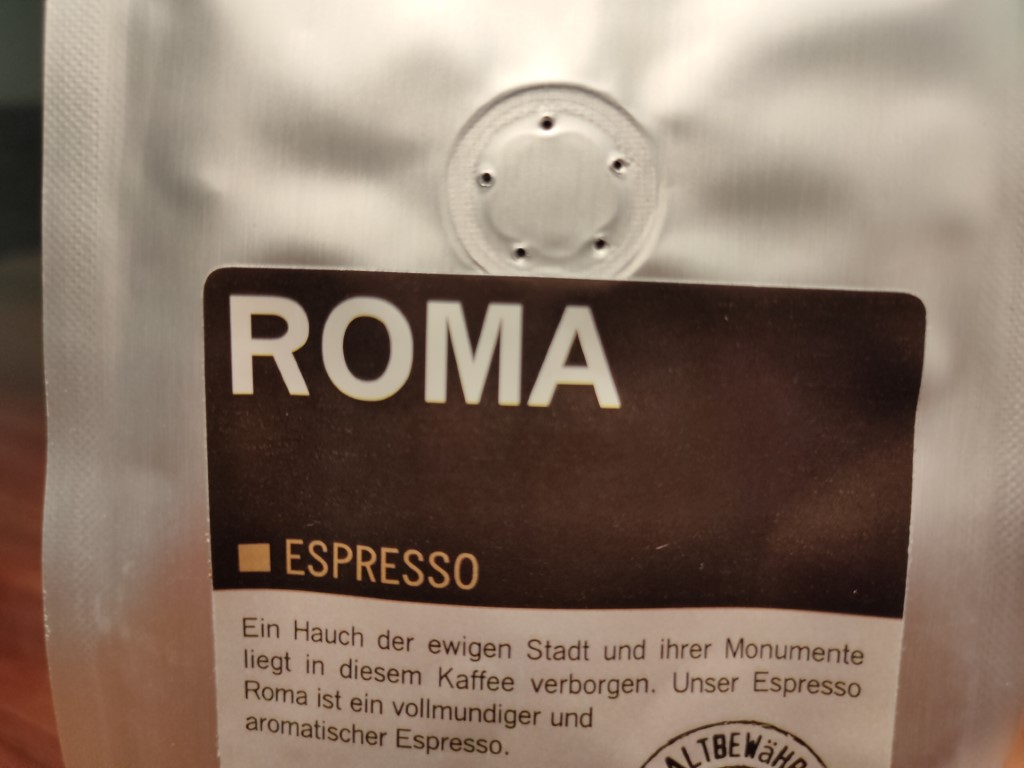 ROMA
ESPRESSO
Ein Hauch der ewigen Stadt und ihrer Monumente
liegt in diesem Kaffee verborgen. Unser Espresso
Roma ist ein vollmundiger und
aromatischer Espresso.